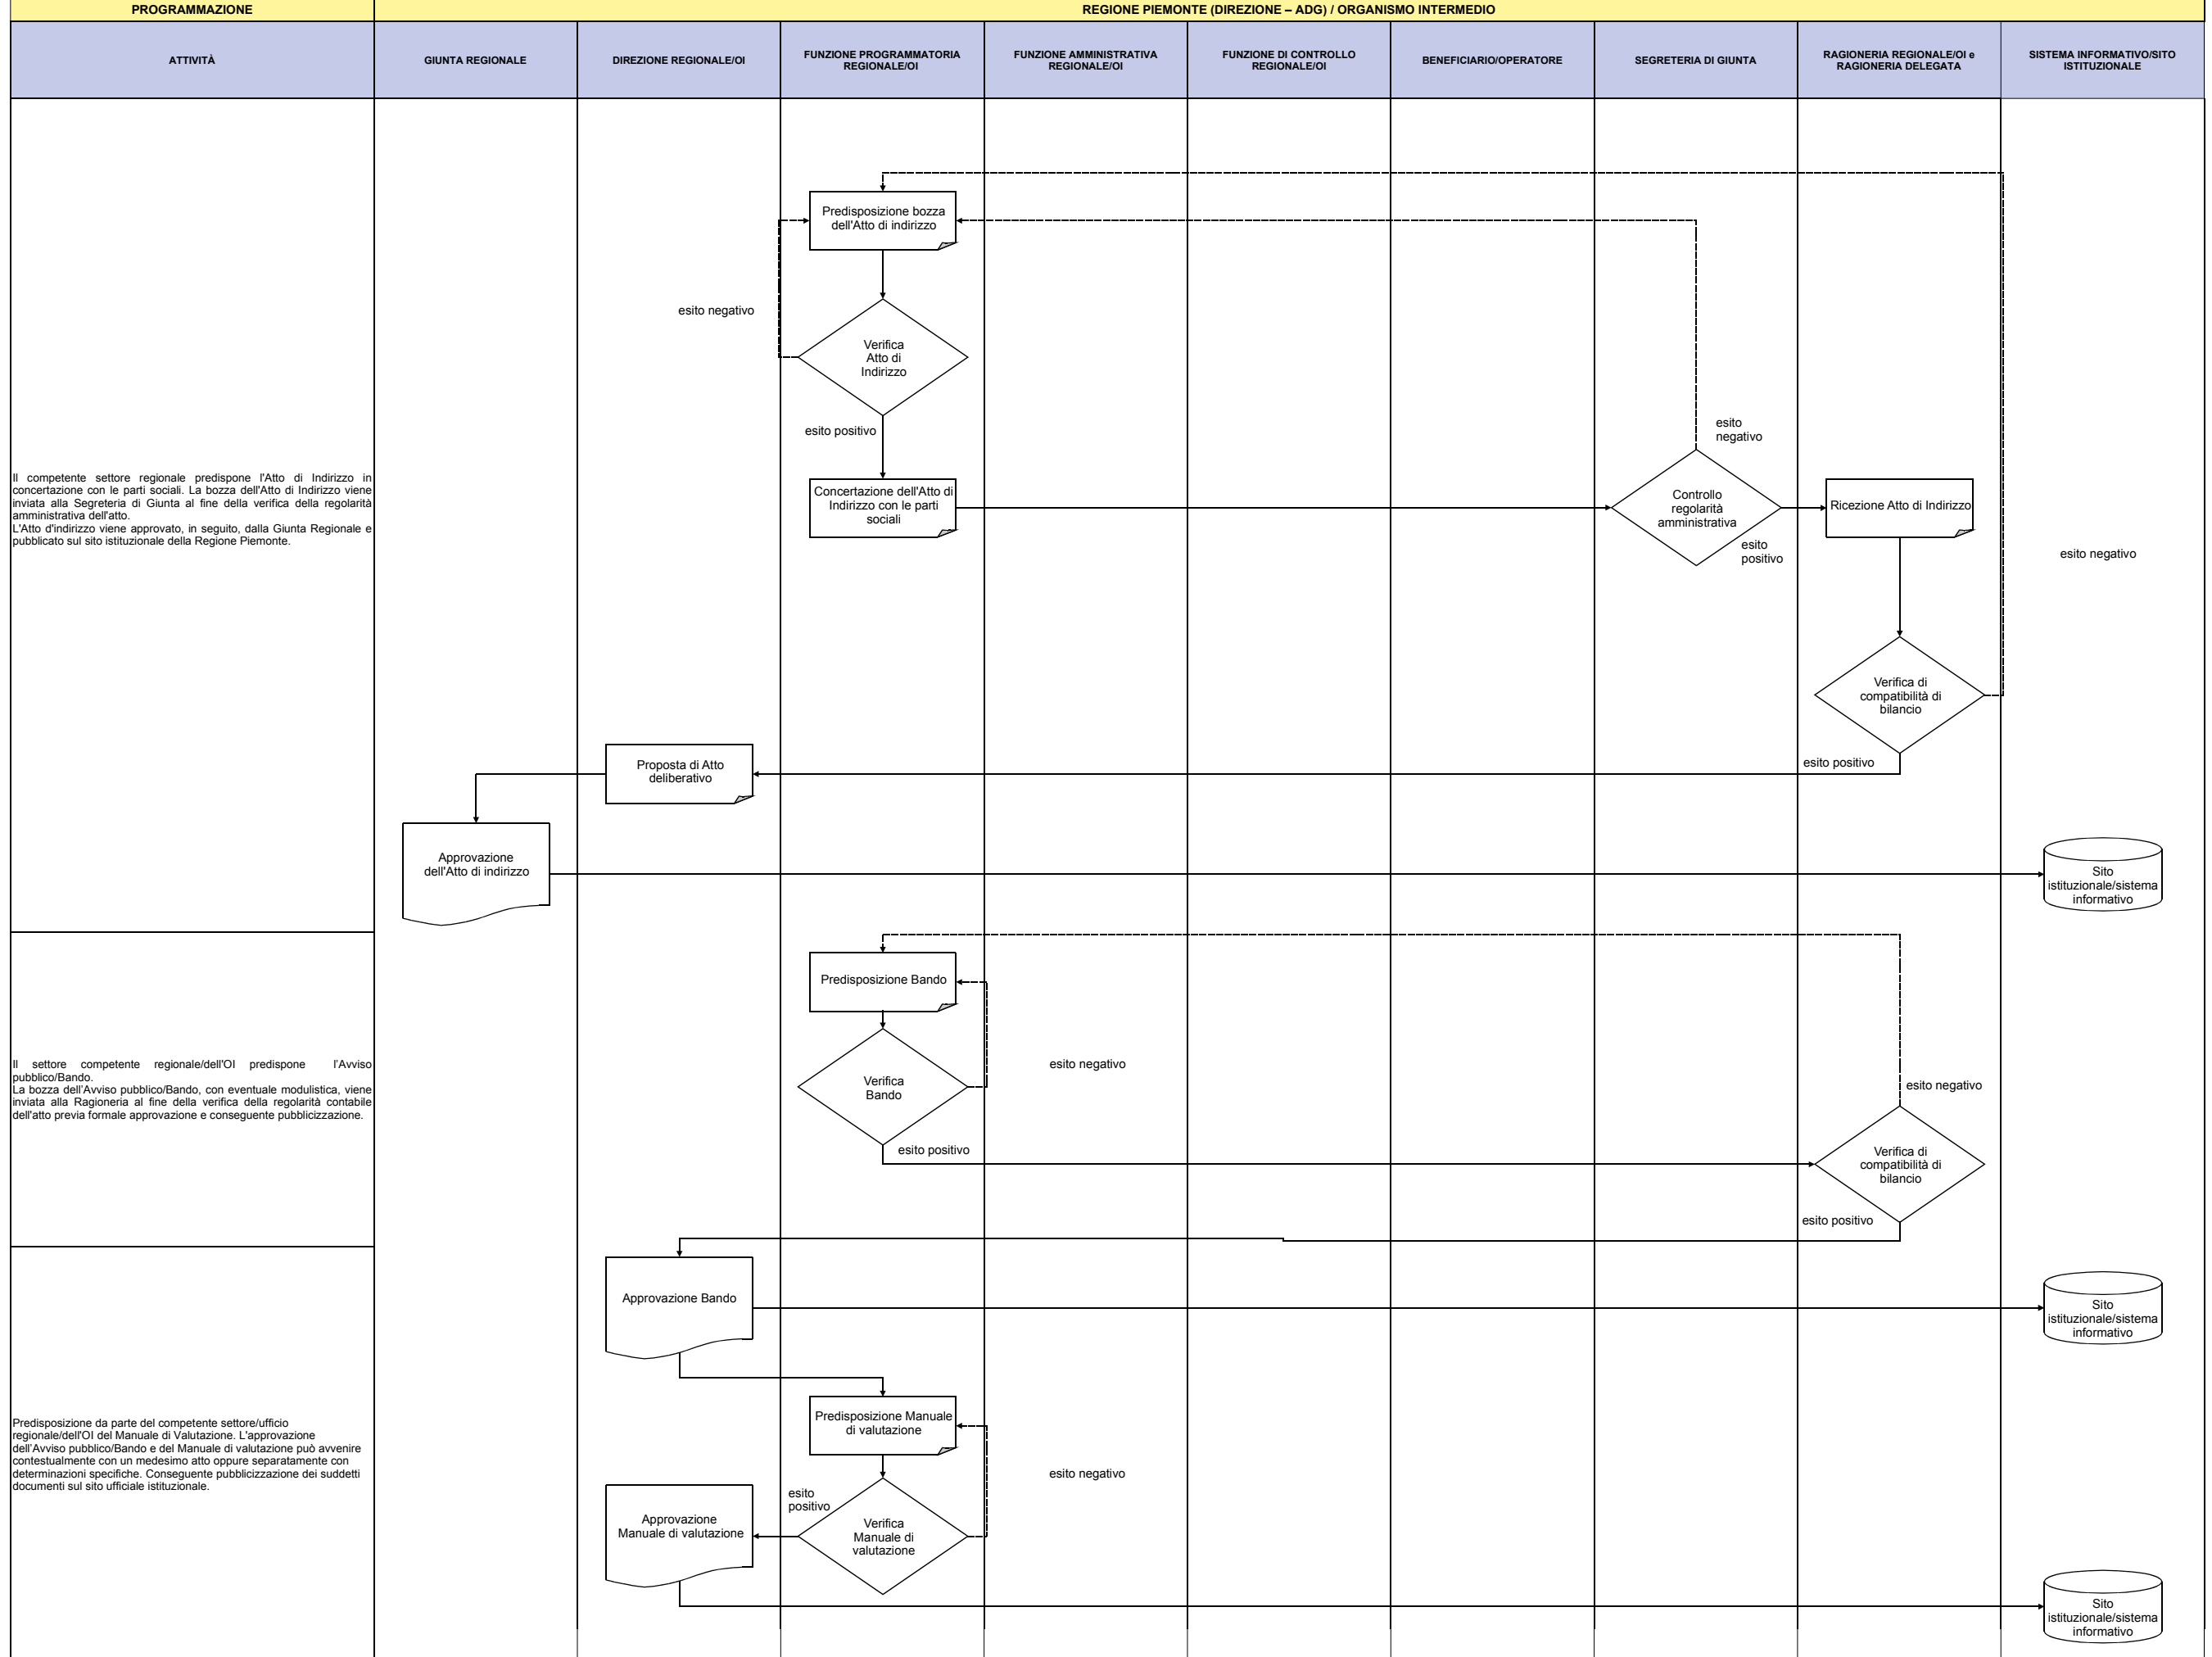 PROGRAMMAZIONE
REGIONE PIEMONTE (DIREZIONE – ADG) / ORGANISMO INTERMEDIO
ATTIVITÀ
GIUNTA REGIONALE
DIREZIONE REGIONALE/OI
FUNZIONE PROGRAMMATORIA
REGIONALE/OI
FUNZIONE AMMINISTRATIVA
REGIONALE/OI
FUNZIONE DI CONTROLLO
REGIONALE/OI
BENEFICIARIO/OPERATORE
SEGRETERIA DI GIUNTA
RAGIONERIA REGIONALE/OI e
RAGIONERIA DELEGATA
SISTEMA INFORMATIVO/SITO
ISTITUZIONALE
Il competente settore regionale predispone l'Atto di Indirizzo in
concertazione con le parti sociali. La bozza dell'Atto di Indirizzo viene
inviata alla Segreteria di Giunta al fine della verifica della regolarità
amministrativa dell'atto.
L'Atto d'indirizzo viene approvato, in seguito, dalla Giunta Regionale e
pubblicato sul sito istituzionale della Regione Piemonte.
Predisposizione bozza
dell'Atto di indirizzo
esito negativo
Verifica
Atto di
Indirizzo
esito positivo
Concertazione dell'Atto di
Indirizzo con le parti
sociali
esito
negativo
Controllo
regolarità
amministrativa
esito
positivo
Ricezione Atto di Indirizzo
esito negativo
Verifica di
compatibilità di
bilancio
esito positivo
Proposta di Atto
deliberativo
Approvazione
dell'Atto di indirizzo
Sito
istituzionale/sistema
informativo
Il settore competente regionale/dell'OI predispone l'Avviso
pubblico/Bando.
La bozza dell'Avviso pubblico/Bando, con eventuale modulistica, viene
inviata alla Ragioneria al fine della verifica della regolarità contabile
dell'atto previa formale approvazione e conseguente pubblicizzazione.
Predisposizione Bando
esito negativo
Verifica
Bando
esito positivo
esito negativo
Verifica di
compatibilità di
bilancio
esito positivo
Approvazione Bando
Sito
istituzionale/sistema
informativo
Predisposizione da parte del competente settore/ufficio
regionale/dell'OI del Manuale di Valutazione. L'approvazione
dell'Avviso pubblico/Bando e del Manuale di valutazione può avvenire
contestualmente con un medesimo atto oppure separatamente con
determinazioni specifiche. Conseguente pubblicizzazione dei suddetti
documenti sul sito ufficiale istituzionale.
Predisposizione Manuale
di valutazione
esito negativo
esito
positivo
Verifica
Manuale di
valutazione
Approvazione
Manuale di valutazione
Sito
istituzionale/sistema
informativo